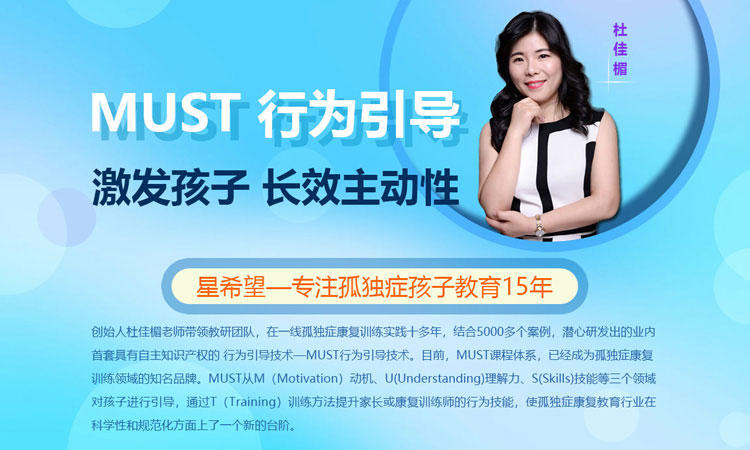 杜佳楣
MUST 行为引导
激发孩子 长效主动性
星希望—专注孤独症孩子教育15年
创始人杜佳楣老师带领教研团队，在一线孤独症康复训练实践十多年，结合5000多个案例，潜心研发出的业内
首套具有自主知识产权的 行为引导技术—MUST行为引导技术。目前，MUST课程体系，已经成为孤独症康复
训练领域的知名品牌。MUST从M（Motivation）动机、U(Understanding)理解力、S(Skills)技能等三个领域
对孩子进行引导，通过T（Training）训练方法提升家长或康复训练师的行为技能，使孤独症康复教育行业在
科学性和规范化方面上了一个新的台阶。